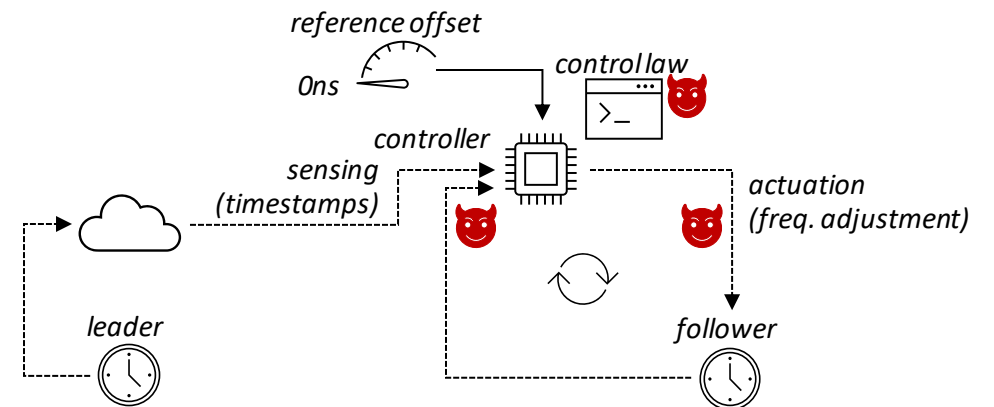 reference offset
0ns
control law
>_
controller
sensing
(timestamps)
actuation
(freq. adjustment)
leader
follower